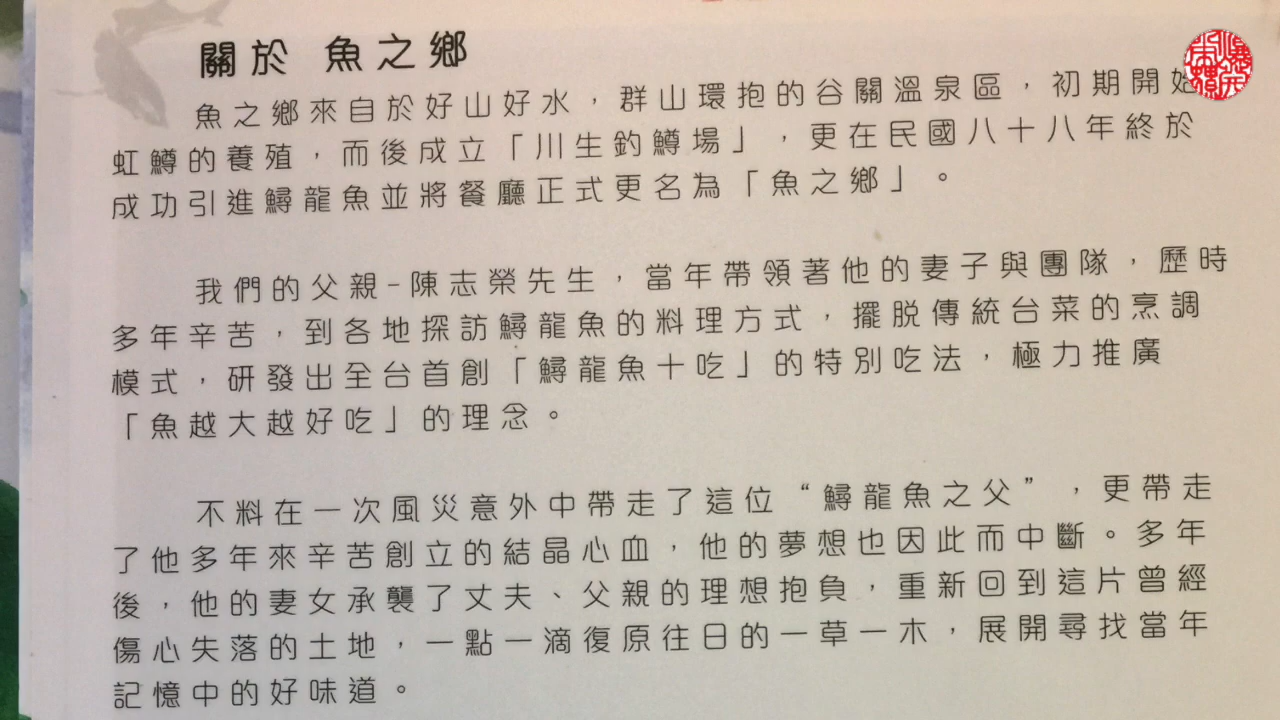 關於 魚之鄉
魚之鄉來自於好山好水，群山環抱的谷關溫泉區，初期開始
虹鱒的養殖，而後成立「川生釣鱒場」，更在民國八十八年終於
成功引進鱘龍魚並將餐廳正式更名為「魚之鄉」。
我們的父親-陳志榮先生，當年帶領著他的妻子與團隊，歷時
多年辛苦，到各地探訪鱘龍魚的料理方式，擺脫傳統台菜的烹調
模式，研發出全台首創「鱘龍魚十吃」的特別吃法，極力推廣
「魚越大越好吃」的理念。
不料在一次風災意外中帶走了這位“鱘龍魚之父”，更帶走
了他多年來辛苦創立的結晶心血，他的夢想也因此而中斷。多年
後，他的妻女承襲了丈夫、父親的理想抱負，重新回到這片曾經
傷心失落的土地，一點一滴復原往日的一草一木，展開尋找當年
記憶中的好味道。